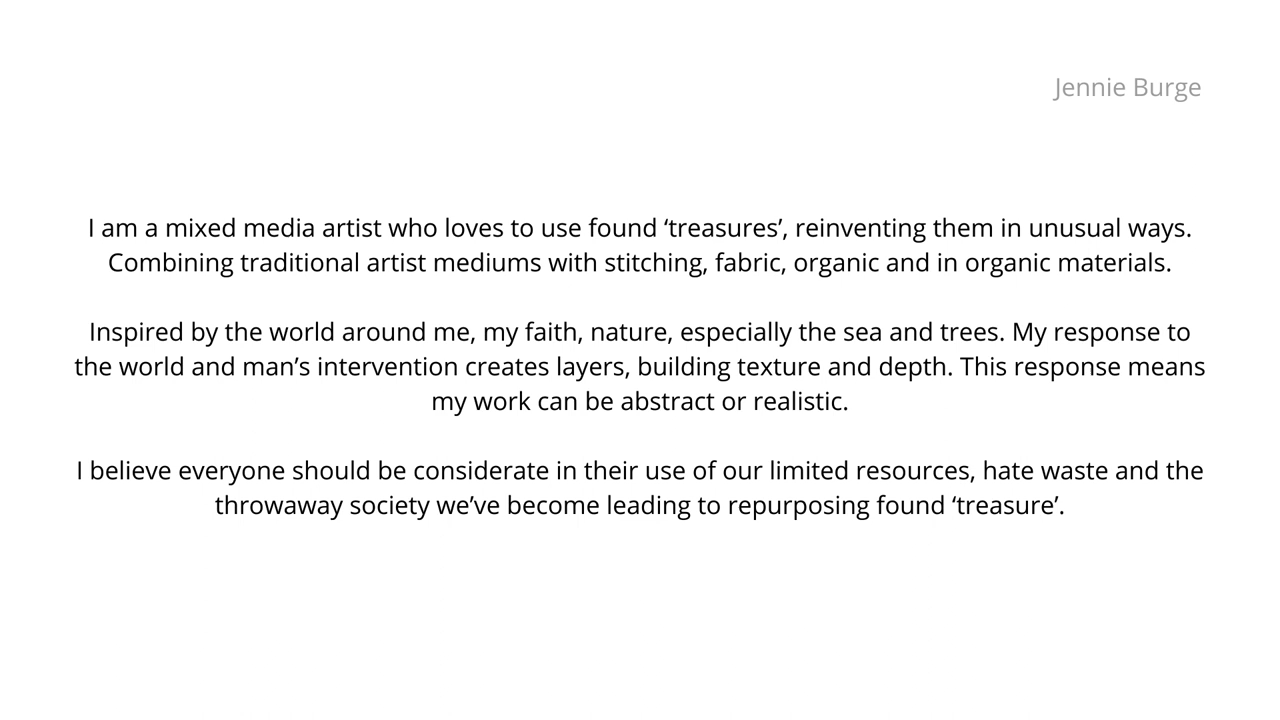 Jennie Burge
I am a mixed media artist who loves to use found ‘treasures’, reinventing them in unusual ways.
Combining traditional artist mediums with stitching, fabric, organic and in organic materials.
Inspired by the world around me, my faith, nature, especially the sea and trees. My response to
the world and man’s intervention creates layers, building texture and depth. This response means
my work can be abstract or realistic.
I believe everyone should be considerate in their use of our limited resources, hate waste and the
throwaway society we’ve become leading to repurposing found ‘treasure’.